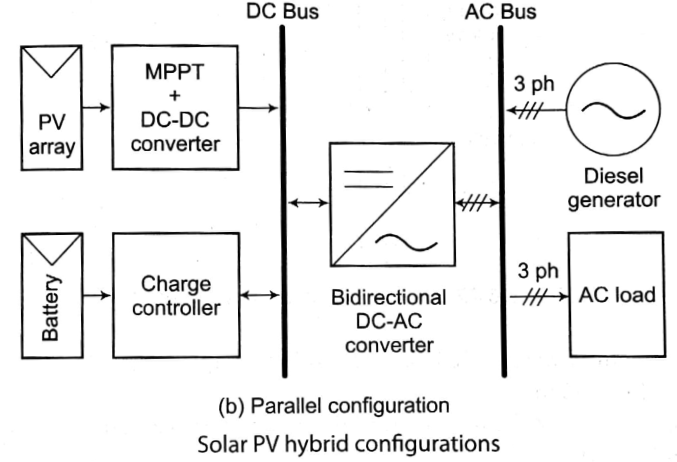 DC Bus
AC Bus
PV
array
MPPT
+
DC-DC
converter
3 ph
Diesel
generator
Battery
Charge
controller
Bidirectional
DC-AC
converter
3 ph
AC load
(b) Parallel configuration
Solar PV hybrid configurations